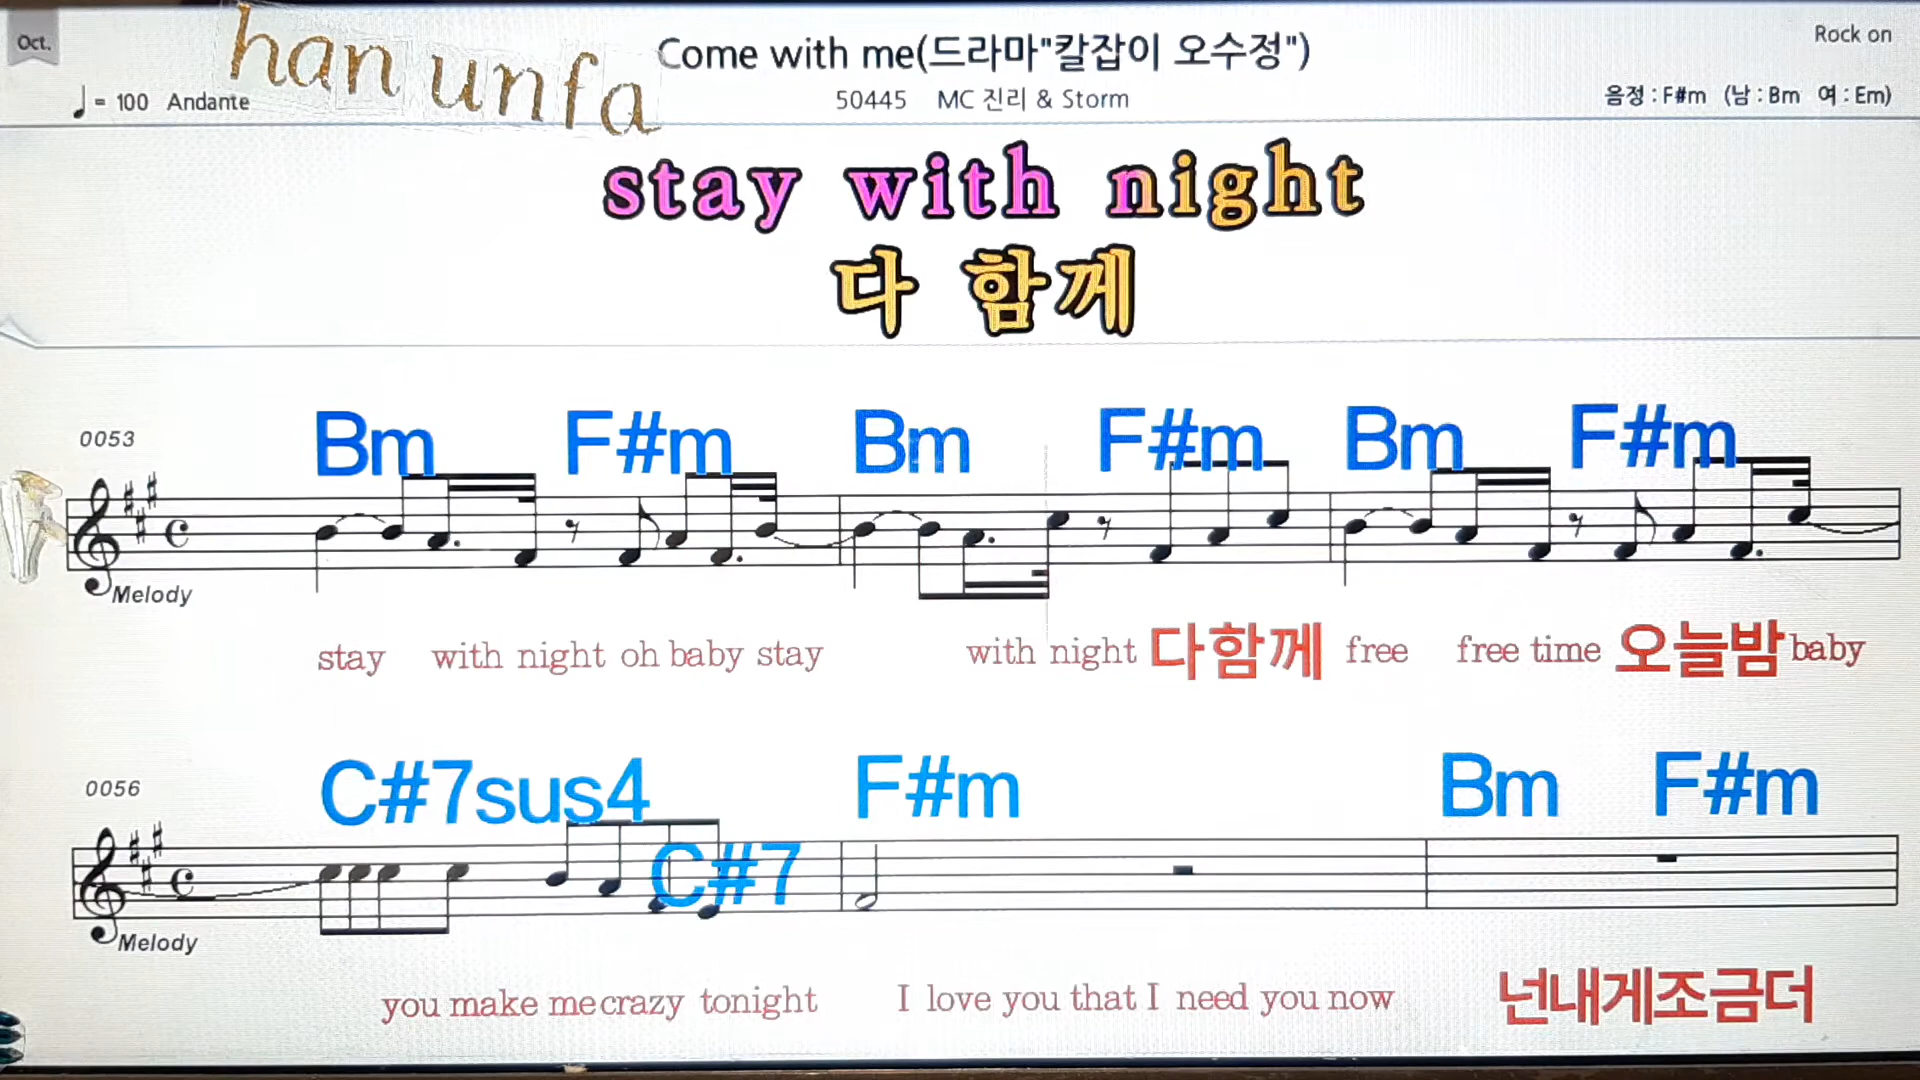 Oct.
han unfa
Come with me(드라마"칼잡이 오수정")
Rock on
♩= 100 Andante
50445 MC 진리 & Storm
음정 : F#m (남 : Bm 여 : Em)
stay with night
다 함께
Bm F#m Bm F#m Bm F#m
0053
Melody
stay with night oh baby stay with night 다함께 free free time 오늘밤 baby
C#7sus4 F#m Bm F#m
0056
C#7
Melody
you make me crazy tonight I love you that I need you now 넌내게조금더